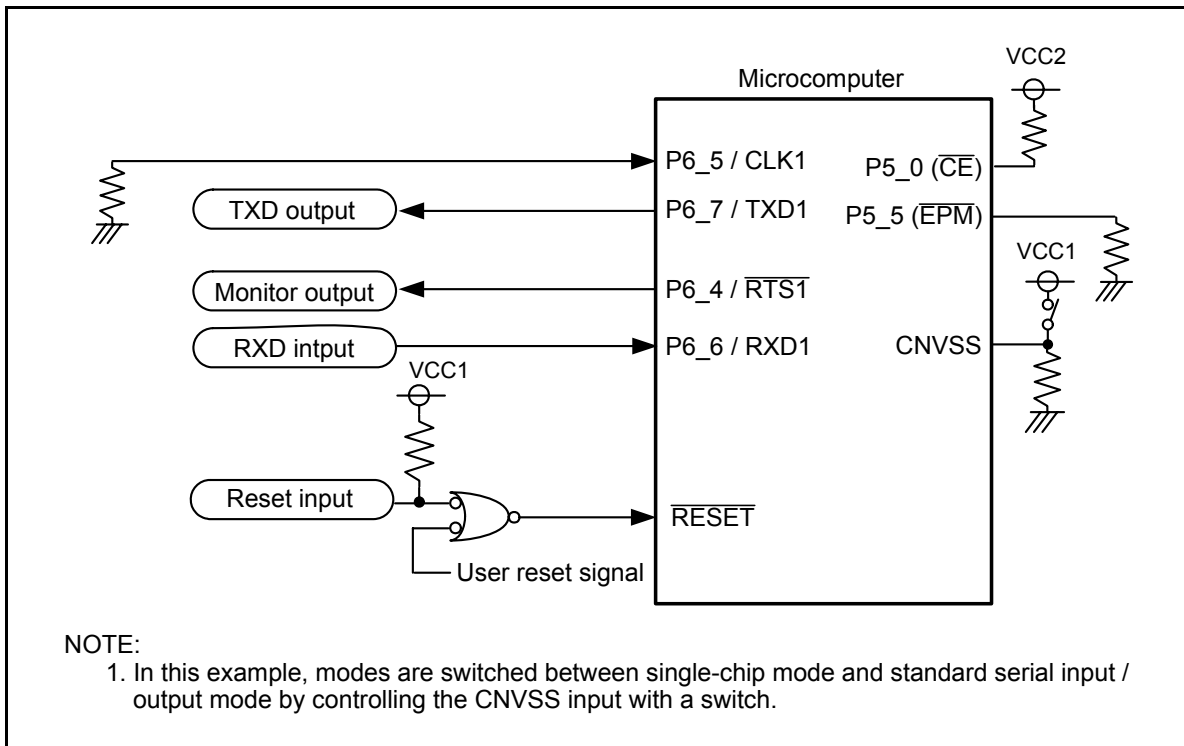 Microcomputer
VCC2
P6_5 / CLK1
P5_0 (CE)
TXD output
P6_7 / TXD1
P5_5 (EPM)
VCC1
Monitor output
P6_4 / RTS1
RXD intput
P6_6 / RXD1
CNVSS
VCC1
Reset input
RESET
User reset signal
NOTE:
1. In this example, modes are switched between single-chip mode and standard serial input /
output mode by controlling the CNVSS input with a switch.